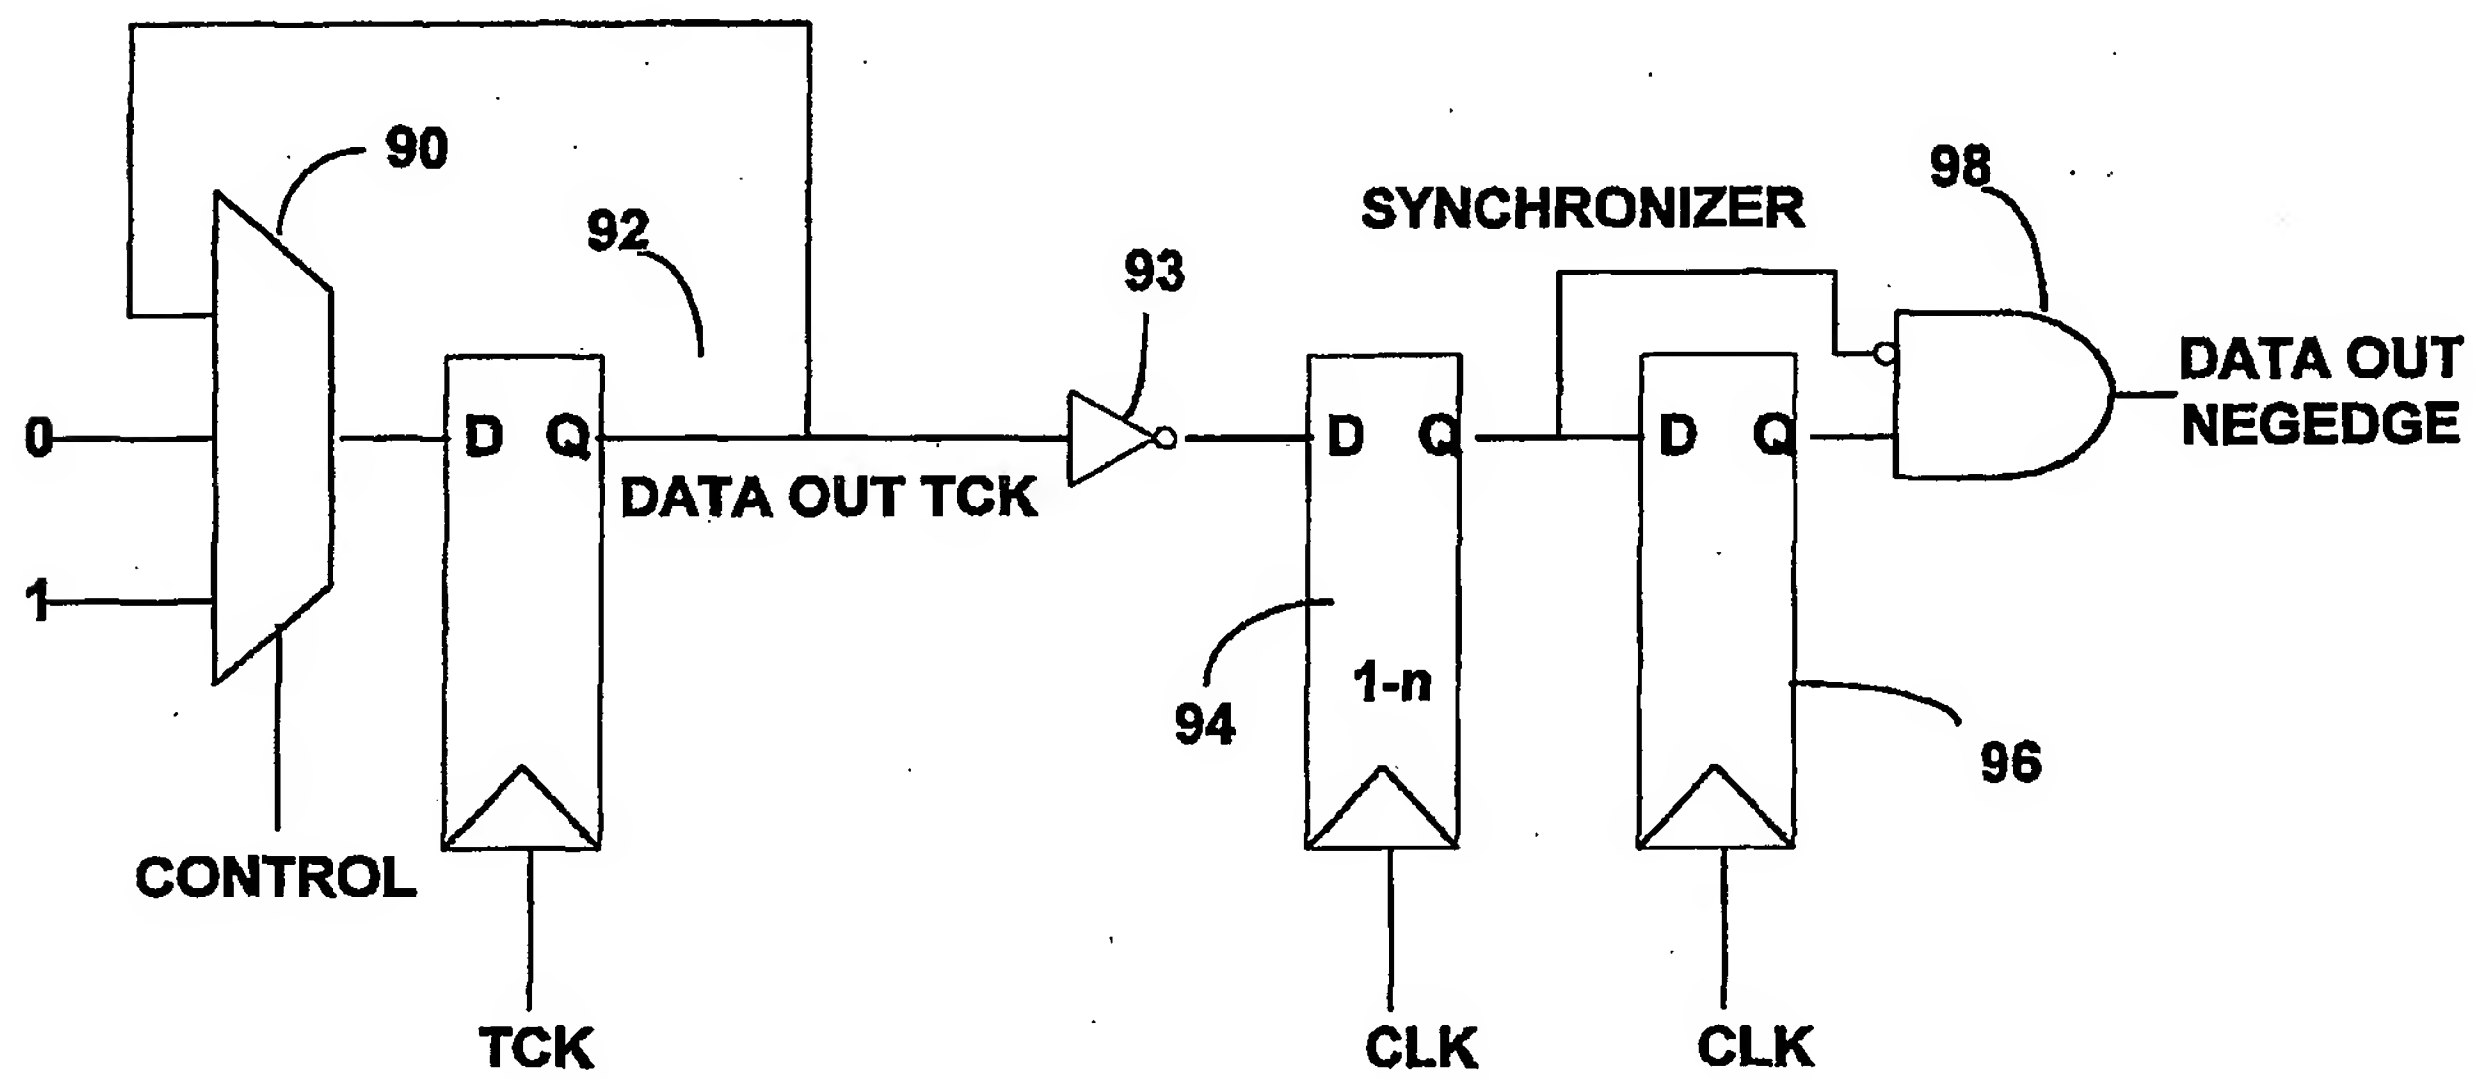 90
92
93
SYNCHRONIZER
98
0
D Q
DATA OUT TCK
D Q
D Q
DATA OUT
NEGEDGE
1
94
1-n
96
CONTROL
TCK
CLK
CLK